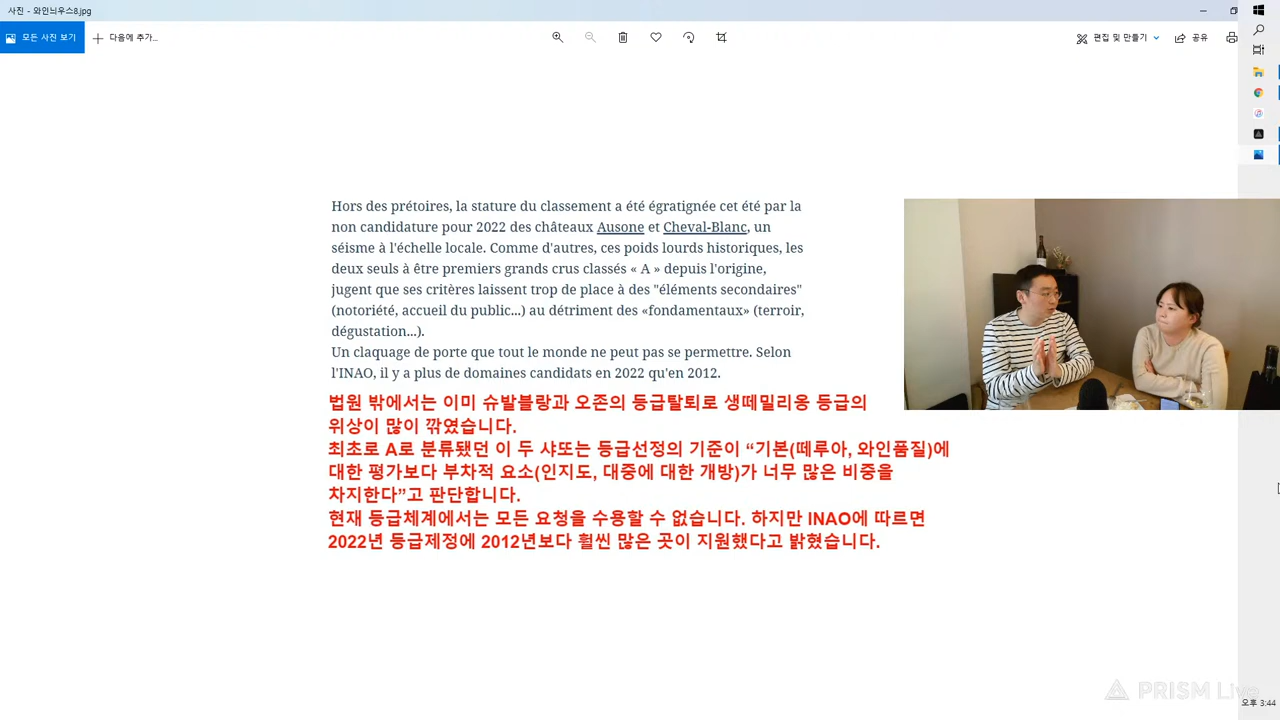 사진 - 와인늬우스8.jpg
모든 사진 보기
다음에 추가...
편집 및 만들기
공유
Hors des prétoires, la stature du classement a été égratignée cet été par la
non candidature pour 2022 des châteaux Ausone et Cheval-Blanc, un
séisme à l'échelle locale. Comme d'autres, ces poids lourds historiques, les
deux seuls à être premiers grands crus classés « A » depuis l'origine,
jugent que ses critères laissent trop de place à des "éléments secondaires"
(notoriété, accueil du public...) au détriment des «fondamentaux» (terroir,
dégustation...).
Un claquage de porte que tout le monde ne peut pas se permettre. Selon
l'INAO, il y a plus de domaines candidats en 2022 qu'en 2012.
법원 밖에서는 이미 슈발블랑과 오존의 등급탈퇴로 생떼밀리옹 등급의
위상이 많이 깎였습니다.
최초로 A로 분류됐던 이 두 샤또는 등급선정의 기준이 “기본(떼루아, 와인품질)에
대한 평가보다 부차적 요소(인지도, 대중에 대한 개방)가 너무 많은 비중을
차지한다”고 판단합니다.
현재 등급체계에서는 모든 요청을 수용할 수 없습니다. 하지만 INAO에 따르면
2022년 등급제정에 2012년보다 훨씬 많은 곳이 지원했다고 밝혔습니다.
PRISM Live
오후 3:44